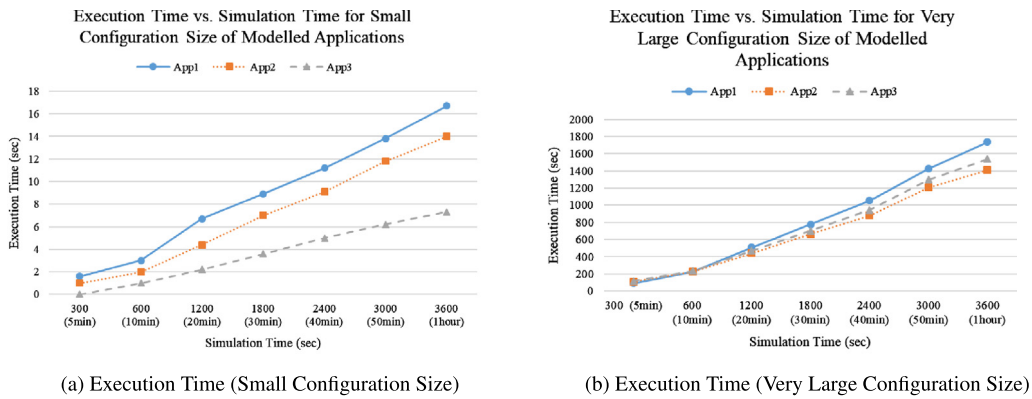 Execution Time vs. Simulation Time for Small
Configuration Size of Modelled Applications
App1 App2 App3
18
16
14
12
10
8
6
4
2
0
Execution Time (sec)
300 600 1200 1800 2400 3000 3600
(5min) (10min) (20min) (30min) (40min) (50min) (1hour)
Simulation Time (sec)
(a) Execution Time (Small Configuration Size)
Execution Time vs. Simulation Time for Very
Large Configuration Size of Modelled
Applications
App1 App2 App3
2000
1800
1600
1400
1200
1000
800
600
400
200
0
Execution Time (sec)
300 (5min) 600 1200 1800 2400 3000 3600
(10min) (20min) (30min) (40min) (50min) (1hour)
Simulation Time (sec)
(b) Execution Time (Very Large Configuration Size)